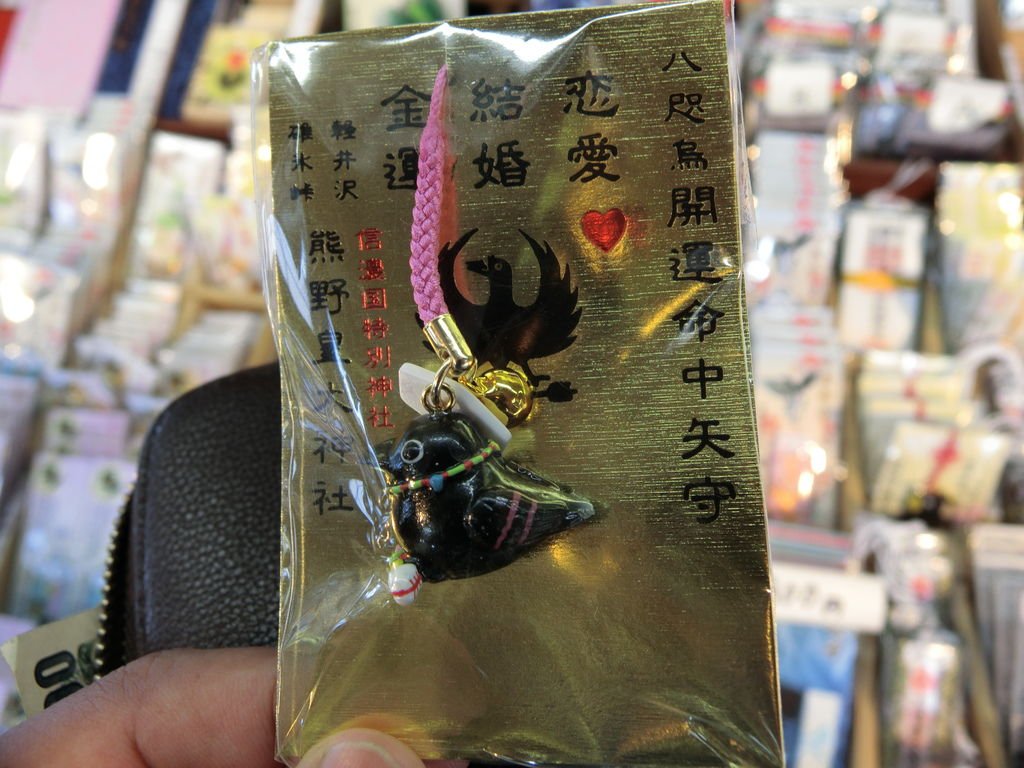 八咫烏開運命中矢守
恋愛
結婚
金運
軽井沢
碓氷峠
信濃国特別神社
熊野皇大神社